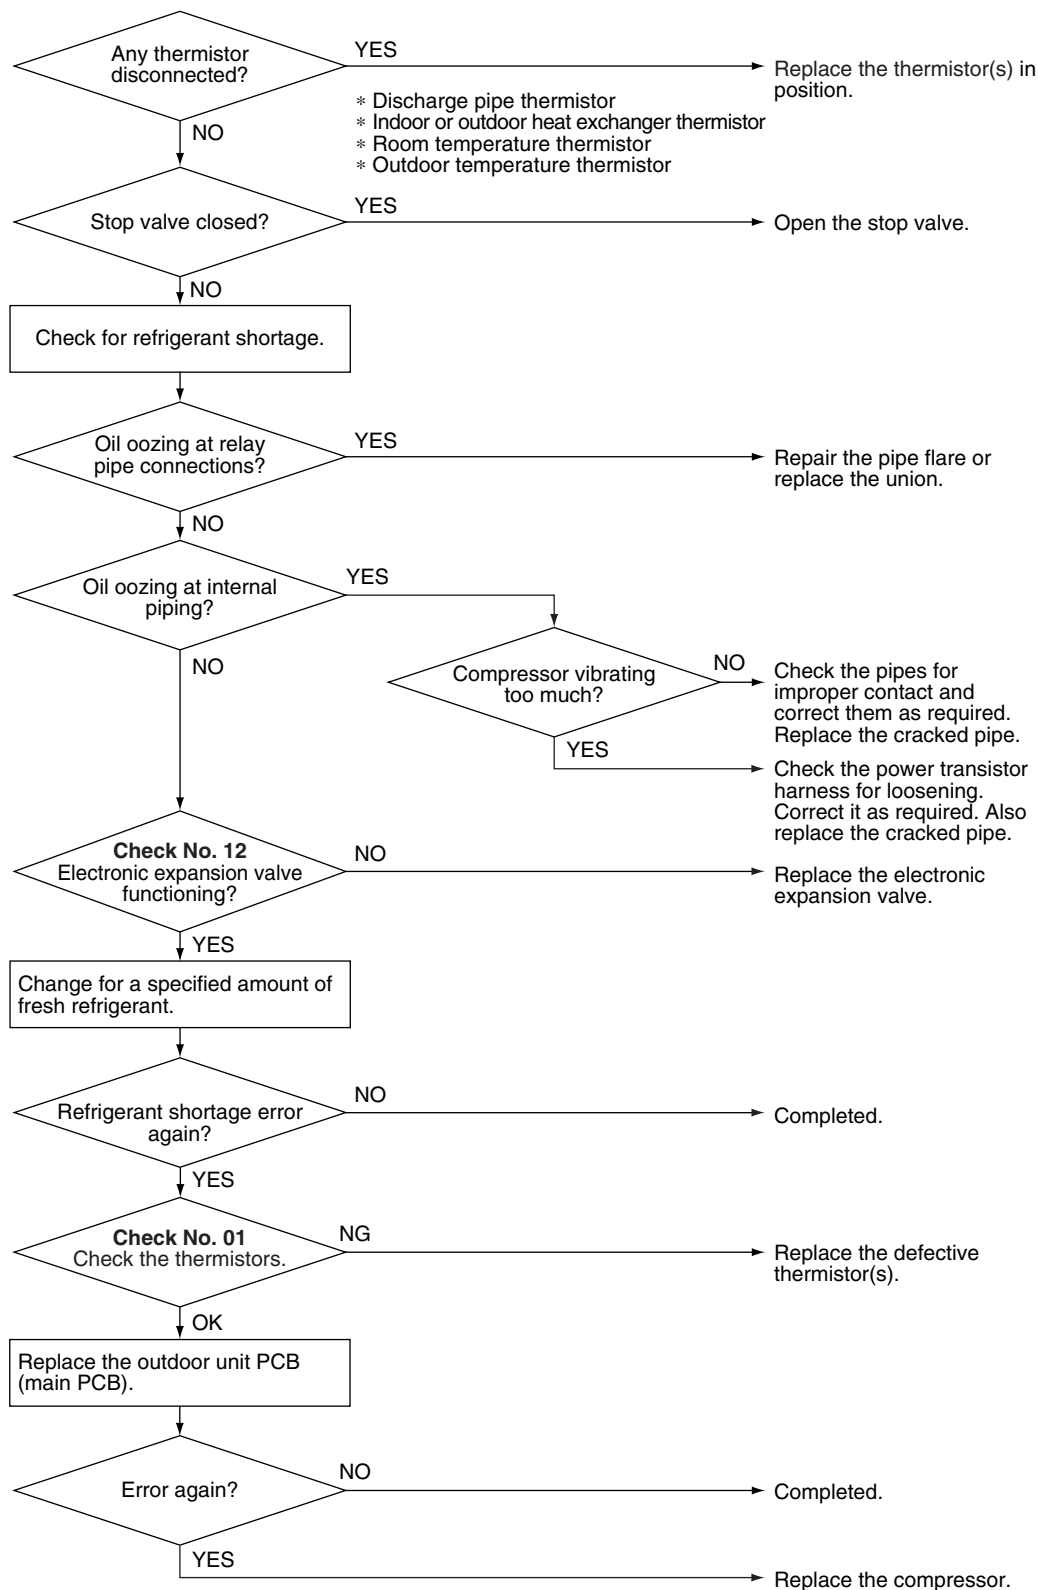 Any thermistor
disconnected?
YES
Replace the thermistor(s) in
position.
∗ Discharge pipe thermistor
∗ Indoor or outdoor heat exchanger thermistor
∗ Room temperature thermistor
∗ Outdoor temperature thermistor
NO
Stop valve closed?
YES
Open the stop valve.
NO
Check for refrigerant shortage.
Oil oozing at relay
pipe connections?
YES
Repair the pipe flare or
replace the union.
NO
Oil oozing at internal
piping?
YES
NO
Compressor vibrating
too much?
NO
Check the pipes for
improper contact and
correct them as required.
Replace the cracked pipe.
YES
Check the power transistor
harness for loosening.
Correct it as required. Also
replace the cracked pipe.
Check No. 12
Electronic expansion valve
functioning?
NO
Replace the electronic
expansion valve.
YES
Change for a specified amount of
fresh refrigerant.
Refrigerant shortage error
again?
NO
Completed.
YES
Check No. 01
Check the thermistors.
NG
Replace the defective
thermistor(s).
OK
Replace the outdoor unit PCB
(main PCB).
Error again?
NO
Completed.
YES
Replace the compressor.